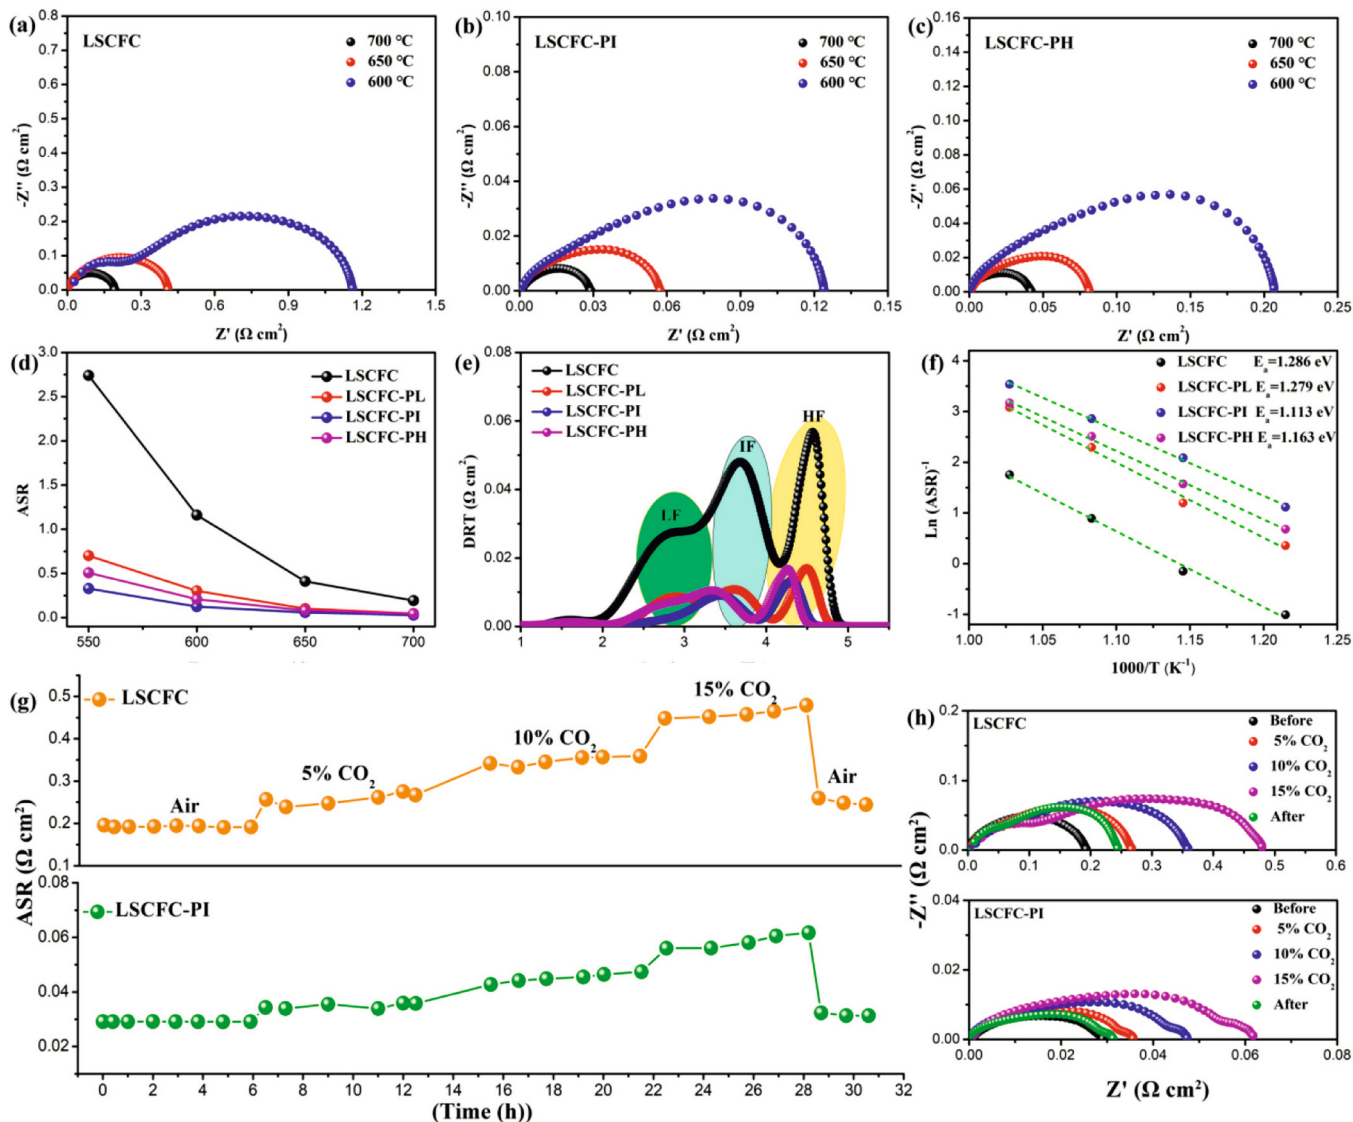 (a)
LSCFC
700 °C
650 °C
600 °C
0.8
0.7
0.6
0.5
0.4
0.3
0.2
0.1
0.0
-Z'' (Ω cm²)
0.0 0.3 0.6 0.9 1.2 1.5
Z' (Ω cm²)
(b)
LSCFC-PI
700 °C
650 °C
600 °C
0.10
0.08
0.06
0.04
0.02
0.00
-Z'' (Ω cm²)
0.00 0.03 0.06 0.09 0.12 0.15
Z' (Ω cm²)
(c)
LSCFC-PH
700 °C
650 °C
600 °C
0.16
0.14
0.12
0.10
0.08
0.06
0.04
0.02
0.00
-Z'' (Ω cm²)
0.00 0.05 0.10 0.15 0.20 0.25
Z' (Ω cm²)
(d)
LSCFC
LSCFC-PL
LSCFC-PI
LSCFC-PH
3.0
2.5
2.0
1.5
1.0
0.5
0.0
ASR
550 600 650 700
(e)
LSCFC
LSCFC-PL
LSCFC-PI
LSCFC-PH
LF
IF
HF
0.08
0.06
0.04
0.02
0.00
DRT (Ω cm²)
1 2 3 4 5
(f)
LSCFC E_a=1.286 eV
LSCFC-PL E_a=1.279 eV
LSCFC-PI E_a=1.113 eV
LSCFC-PH E_a=1.163 eV
4
3
2
1
0
-1
Ln (ASR)⁻¹
1.00 1.05 1.10 1.15 1.20 1.25
1000/T (K⁻¹)
(g)
LSCFC
Air
5% CO₂
10% CO₂
15% CO₂
Air
0.5
0.4
0.3
0.2
0.1
ASR (Ω cm²)
LSCFC-PI
0.08
0.06
0.04
0.02
0 2 4 6 8 10 12 14 16 18 20 22 24 26 28 30 32
(Time (h))
(h)
LSCFC
Before
5% CO₂
10% CO₂
15% CO₂
After
0.2
0.1
0.0
0.0 0.1 0.2 0.3 0.4 0.5 0.6
-Z'' (Ω cm²)
LSCFC-PI
Before
5% CO₂
10% CO₂
15% CO₂
After
0.04
0.03
0.02
0.01
0.00
0.00 0.02 0.04 0.06 0.08
Z' (Ω cm²)